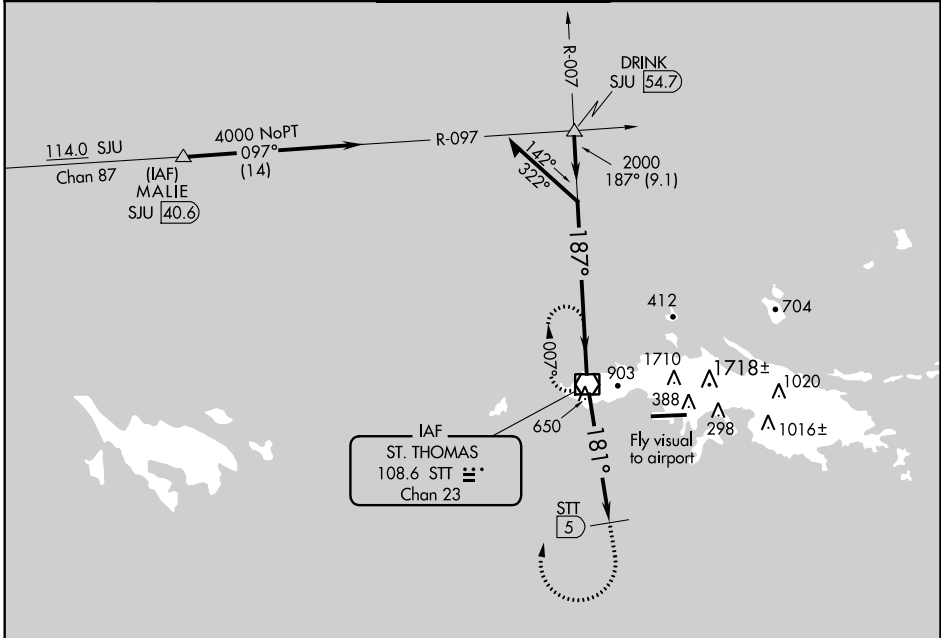 R-007
DRINK
SJU 54.7
4000 NoPT
097°
(14)
R-097
114.0 SJU
Chan 87
(IAF)
MALIE
SJU 40.6
142°
322°
2000
187° (9.1)
187°
412
704
007°
903
1710
1718±
1020
650
388
298
1016±
Fly visual
to airport
IAF
ST. THOMAS
108.6 STT
Chan 23
181°
STT
5